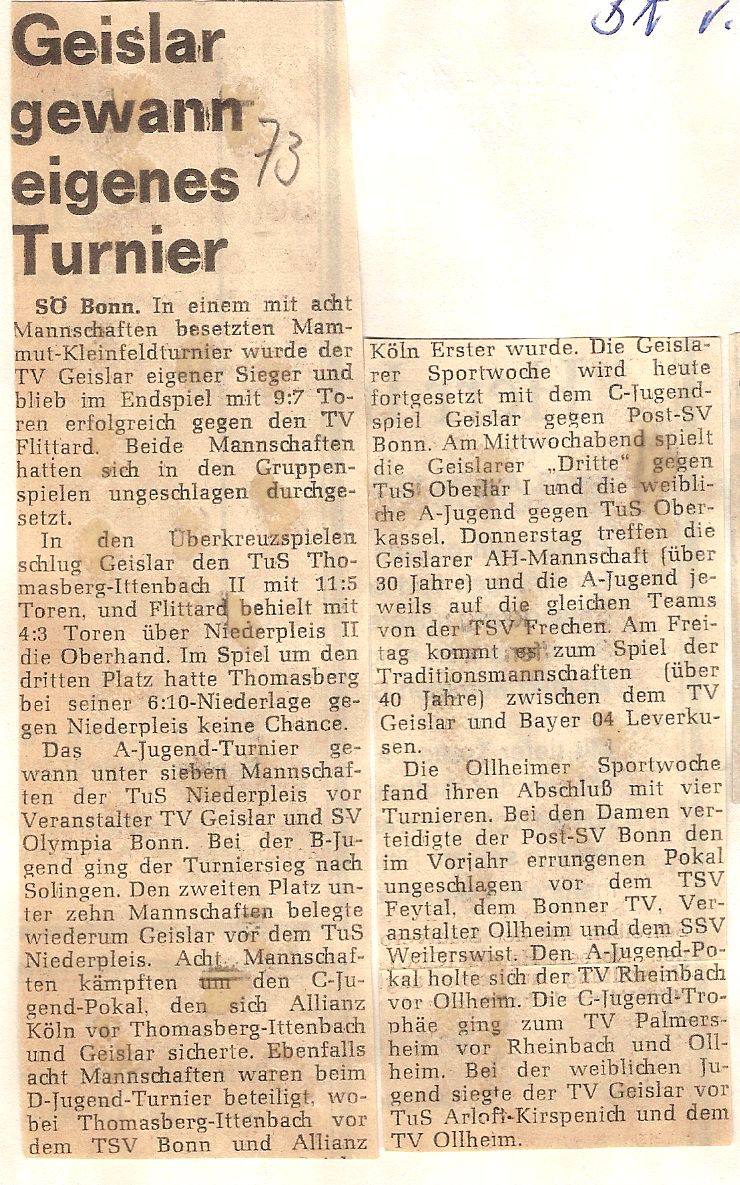 Geislar
gewann
eigenes
Turnier
73
SÖ Bonn. In einem mit acht
Mannschaften besetzten Mam-
mut-Kleinfeldturnier wurde der
TV Geislar eigener Sieger und
blieb im Endspiel mit 9:7 To-
ren erfolgreich gegen den TV
Flittard. Beide Mannschaften
hatten sich in den Gruppen-
spielen ungeschlagen durchge-
setzt.
In den Überkreuzspielen
schlug Geislar den TuS Tho-
masberg-Ittenbach II mit 11:5
Toren, und Flittard behielt mit
4:3 Toren über Niederpleis II
die Oberhand. Im Spiel um den
dritten Platz hatte Thomasberg
bei seiner 6:10-Niederlage ge-
gen Niederpleis keine Chance.
Das A-Jugend-Turnier ge-
wann unter sieben Mannschaf-
ten der TuS Niederpleis vor
Veranstalter TV Geislar und SV
Olympia Bonn. Bei der B-Ju-
gend ging der Turniersieg nach
Solingen. Den zweiten Platz un-
ter zehn Mannschaften belegte
wiederum Geislar vor dem TuS
Niederpleis. Acht Mannschaf-
ten kämpften um den C-Ju-
gend-Pokal, den sich Allianz
Köln vor Thomasberg-Ittenbach
und Geislar sicherte. Ebenfalls
acht Mannschaften waren beim
D-Jugend-Turnier beteiligt, wo-
bei Thomasberg-Ittenbach vor
dem TSV Bonn und Allianz
Köln Erster wurde. Die Geisla-
rer Sportwoche wird heute
fortgesetzt mit dem C-Jugend-
spiel Geislar gegen Post-SV
Bonn. Am Mittwochabend spielt
die Geislarer „Dritte" gegen
TuS Oberlar I und die weibli-
che A-Jugend gegen TuS Ober-
kassel. Donnerstag treffen die
Geislarer AH-Mannschaft (über
30 Jahre) und die A-Jugend je-
weils auf die gleichen Teams
von der TSV Frechen. Am Frei-
tag kommt es zum Spiel der
Traditionsmannschaften (über
40 Jahre) zwischen dem TV
Geislar und Bayer 04 Leverku-
sen.
Die Ollheimer Sportwoche
fand ihren Abschluß mit vier
Turnieren. Bei den Damen ver-
teidigte der Post-SV Bonn den
im Vorjahr errungenen Pokal
ungeschlagen vor dem TSV
Feytal, dem Bonner TV, Ver-
anstalter Ollheim und dem SSV
Weilerswist. Den A-Jugend-Po-
kal holte sich der TV Rheinbach
vor Ollheim. Die C-Jugend-Tro-
phäe ging zum TV Palmers-
heim vor Rheinbach und Oll-
heim. Bei der weiblichen Ju-
gend siegte der TV Geislar vor
TuS Arloff-Kirspenich und dem
TV Ollheim.